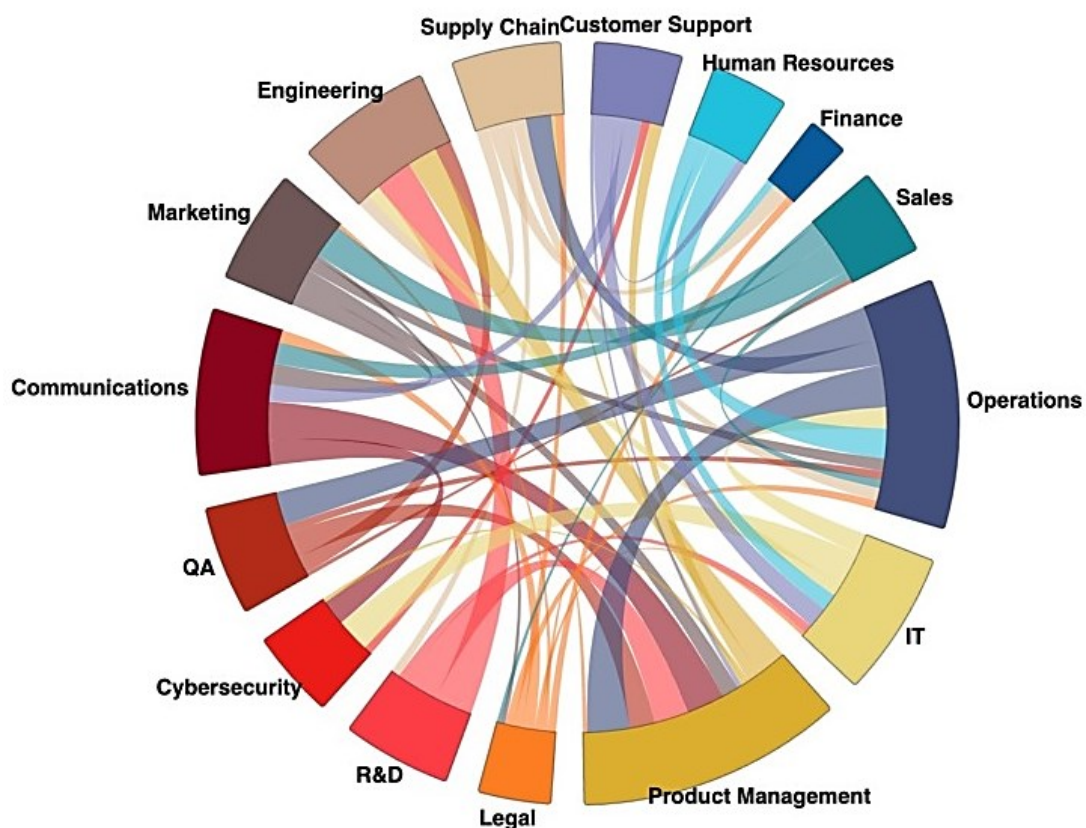 Supply Chain
Customer Support
Human Resources
Engineering
Finance
Sales
Marketing
Communications
Operations
QA
IT
Cybersecurity
R&D
Product Management
Legal